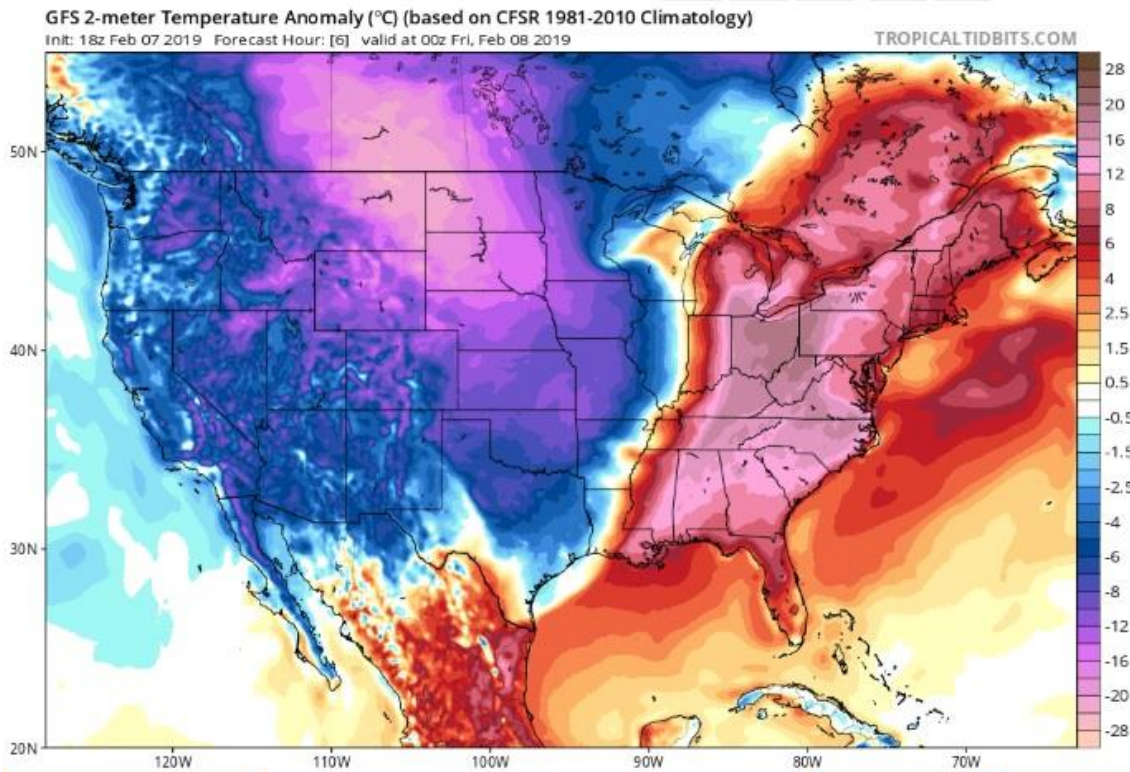 GFS 2-meter Temperature Anomaly (°C) (based on CFSR 1981-2010 Climatology)
Init: 18z Feb 07 2019 Forecast Hour: [6] valid at 00z Fri, Feb 08 2019
TROPICALTIDBITS.COM
28
20
16
12
8
6
4
2.5
1.5
0.5
-0.5
-1.5
-2.5
-4
-6
-8
-12
-16
-20
-28
50N
40N
30N
20N
120W
110W
100W
90W
80W
70W